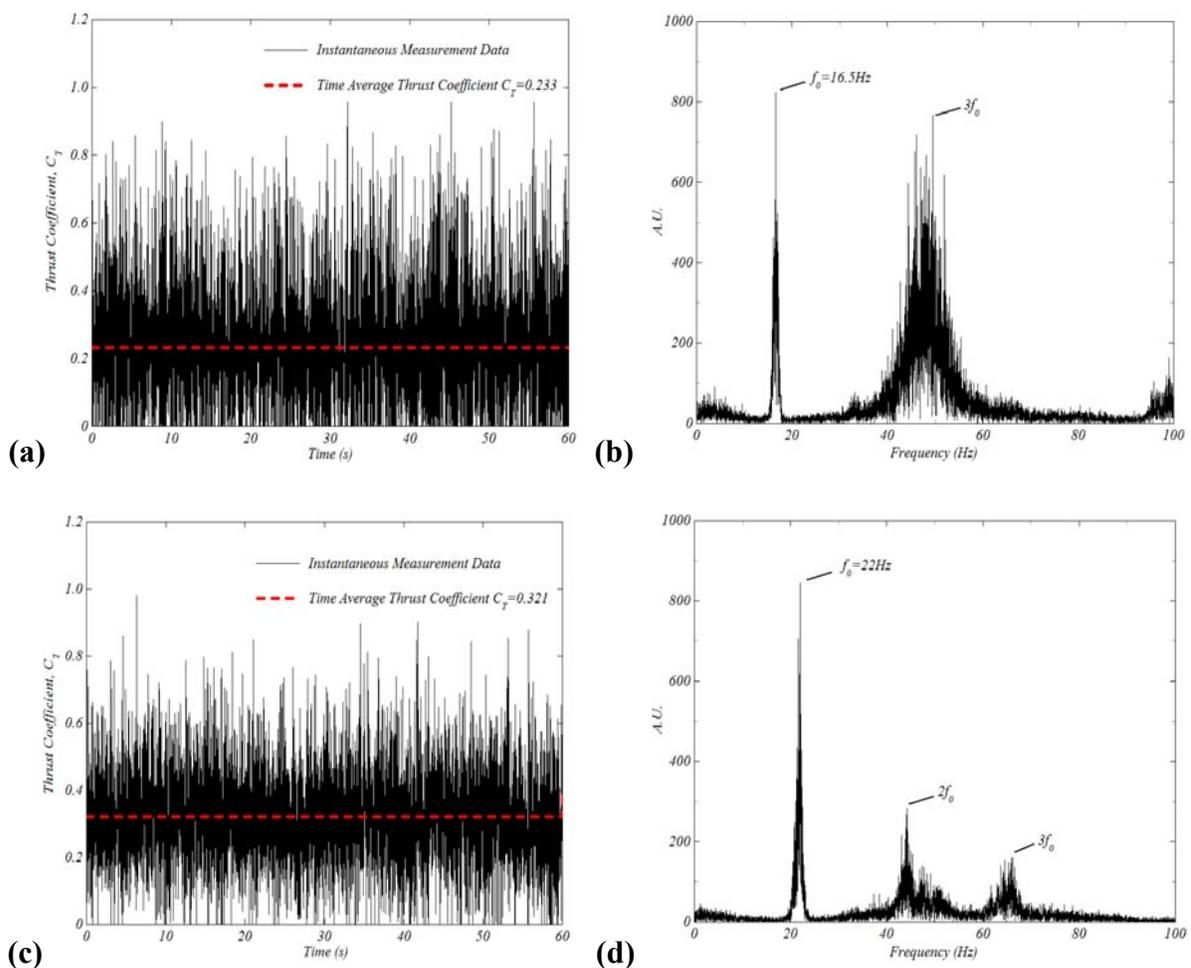 1.2
Instantaneous Measurement Data
Time Average Thrust Coefficient C_T=0.233
1.0
0.8
0.6
0.4
0.2
0
Thrust Coefficient, C_T
0 10 20 30 40 50 60
Time (s)
(a)
1000
f_0=16.5Hz
3f_0
800
600
400
200
0
A.U.
0 20 40 60 80 100
Frequency (Hz)
(b)
1.2
Instantaneous Measurement Data
Time Average Thrust Coefficient C_T=0.321
1.0
0.8
0.6
0.4
0.2
0
Thrust Coefficient, C_T
0 10 20 30 40 50 60
Time (s)
(c)
1000
f_0=22Hz
800
600
400
2f_0
200
3f_0
0
A.U.
0 20 40 60 80 100
Frequency (Hz)
(d)